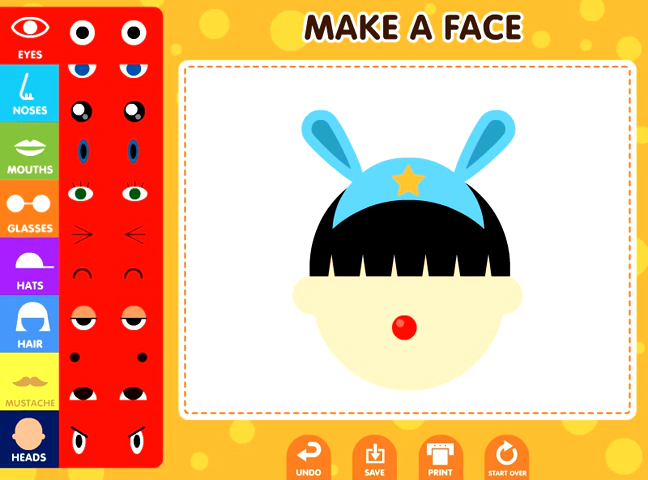 MAKE A FACE
EYES
NOSES
MOUTHS
GLASSES
HATS
HAIR
MUSTACHE
HEADS
UNDO
SAVE
PRINT
START OVER